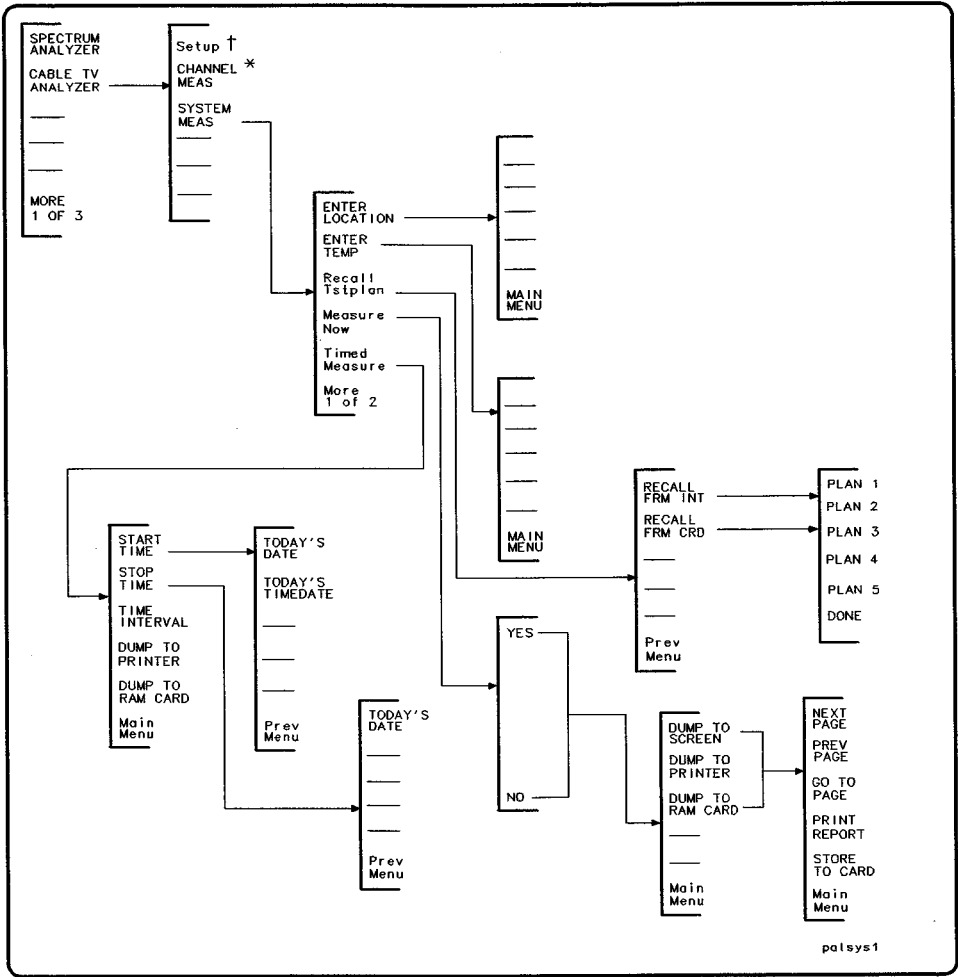 SPECTRUM
ANALYZER
CABLE TV
ANALYZER
MORE
1 OF 3
Setup †
CHANNEL *
MEAS
SYSTEM
MEAS
ENTER
LOCATION
ENTER
TEMP
Recall
Tstplan
Measure
Now
Timed
Measure
More
1 of 2
MAIN
MENU
MAIN
MENU
RECALL
FRM INT
RECALL
FRM CRD
Prev
Menu
PLAN 1
PLAN 2
PLAN 3
PLAN 4
PLAN 5
DONE
START
TIME
STOP
TIME
TIME
INTERVAL
DUMP TO
PRINTER
DUMP TO
RAM CARD
Main
Menu
TODAY'S
DATE
TODAY'S
TIMEDATE
Prev
Menu
TODAY'S
DATE
Prev
Menu
YES
NO
DUMP TO
SCREEN
DUMP TO
PRINTER
DUMP TO
RAM CARD
Main
Menu
NEXT
PAGE
PREV
PAGE
GO TO
PAGE
PRINT
REPORT
STORE
TO CARD
Main
Menu
palsys1